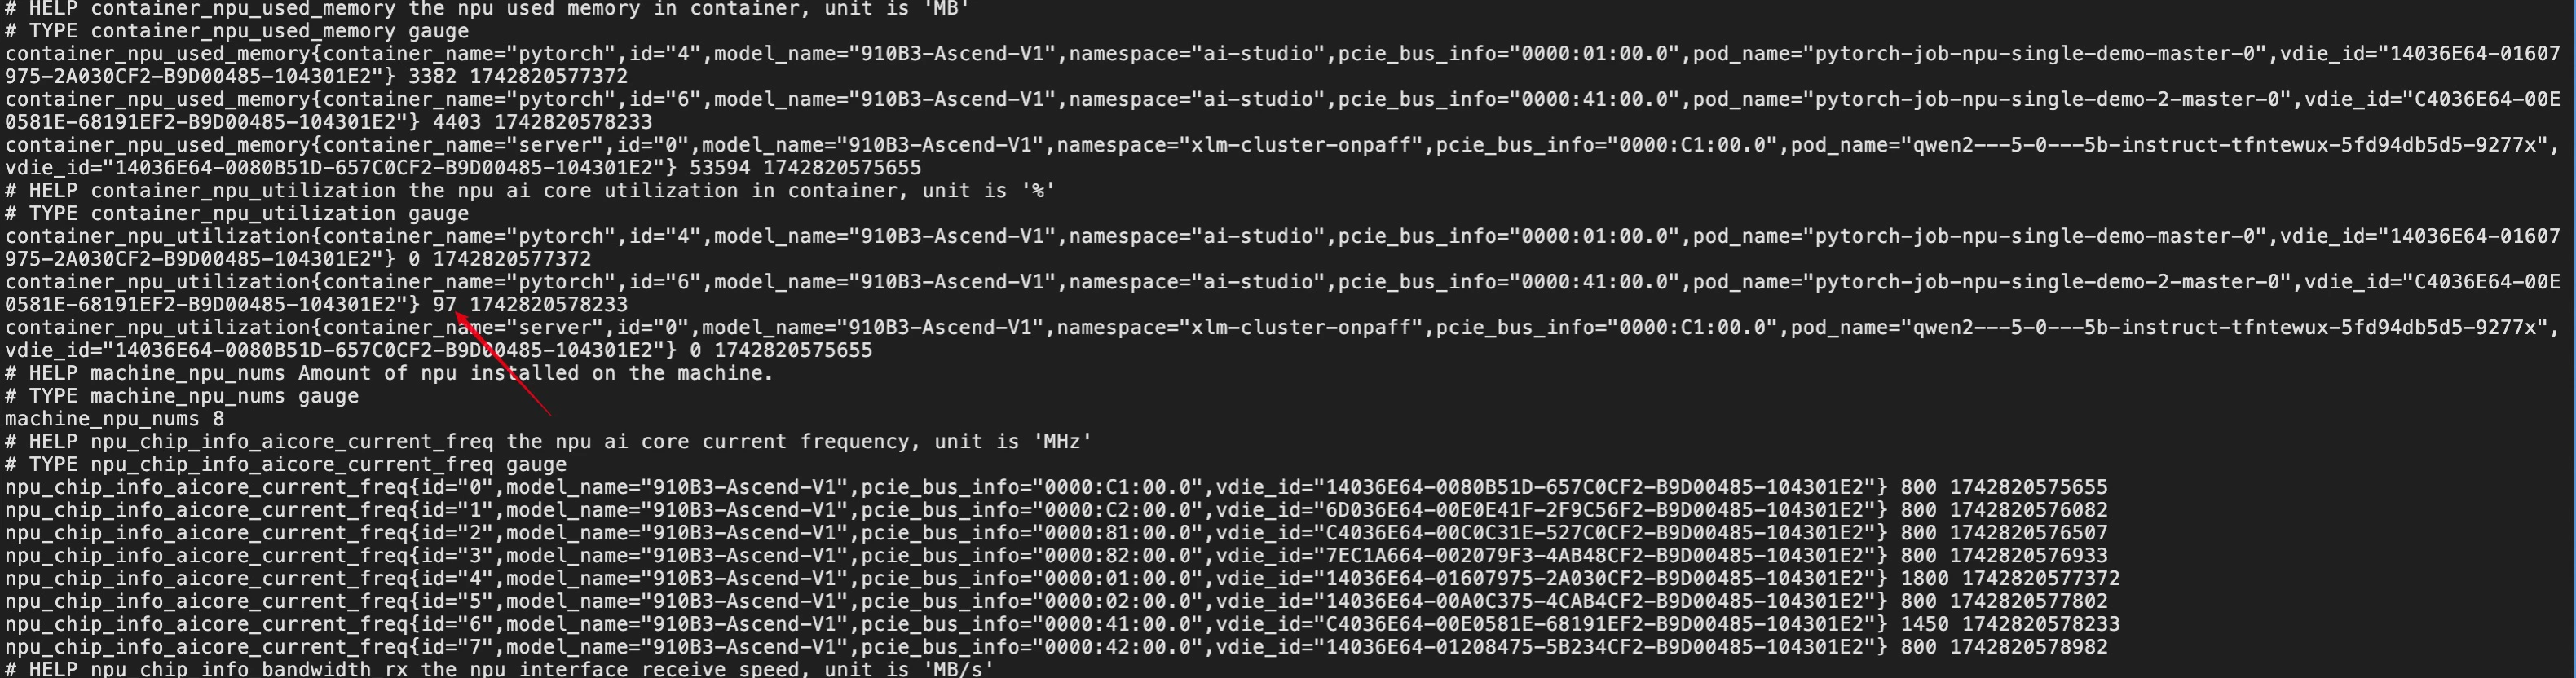 # HELP container_npu_used_memory the npu used memory in container, unit is 'MB'
# TYPE container_npu_used_memory gauge
container_npu_used_memory{container_name="pytorch",id="4",model_name="910B3-Ascend-V1",namespace="ai-studio",pcie_bus_info="0000:01:00.0",pod_name="pytorch-job-npu-single-demo-master-0",vdie_id="14036E64-01607
975-2A030CF2-B9D00485-104301E2"} 3382 1742820577372
container_npu_used_memory{container_name="pytorch",id="6",model_name="910B3-Ascend-V1",namespace="ai-studio",pcie_bus_info="0000:41:00.0",pod_name="pytorch-job-npu-single-demo-2-master-0",vdie_id="C4036E64-00E
0581E-68191EF2-B9D00485-104301E2"} 4403 1742820578233
container_npu_used_memory{container_name="server",id="0",model_name="910B3-Ascend-V1",namespace="xlm-cluster-onpaff",pcie_bus_info="0000:C1:00.0",pod_name="qwen2---5-0---5b-instruct-tfntewux-5fd94db5d5-9277x",
vdie_id="14036E64-0080B51D-657C0CF2-B9D00485-104301E2"} 53594 1742820575655
# HELP container_npu_utilization the npu ai core utilization in container, unit is '%'
# TYPE container_npu_utilization gauge
container_npu_utilization{container_name="pytorch",id="4",model_name="910B3-Ascend-V1",namespace="ai-studio",pcie_bus_info="0000:01:00.0",pod_name="pytorch-job-npu-single-demo-master-0",vdie_id="14036E64-01607
975-2A030CF2-B9D00485-104301E2"} 0 1742820577372
container_npu_utilization{container_name="pytorch",id="6",model_name="910B3-Ascend-V1",namespace="ai-studio",pcie_bus_info="0000:41:00.0",pod_name="pytorch-job-npu-single-demo-2-master-0",vdie_id="C4036E64-00E
0581E-68191EF2-B9D00485-104301E2"} 97 1742820578233
container_npu_utilization{container_name="server",id="0",model_name="910B3-Ascend-V1",namespace="xlm-cluster-onpaff",pcie_bus_info="0000:C1:00.0",pod_name="qwen2---5-0---5b-instruct-tfntewux-5fd94db5d5-9277x",
vdie_id="14036E64-0080B51D-657C0CF2-B9D00485-104301E2"} 0 1742820575655
# HELP machine_npu_nums Amount of npu installed on the machine.
# TYPE machine_npu_nums gauge
machine_npu_nums 8
# HELP npu_chip_info_aicore_current_freq the npu ai core current frequency, unit is 'MHz'
# TYPE npu_chip_info_aicore_current_freq gauge
npu_chip_info_aicore_current_freq{id="0",model_name="910B3-Ascend-V1",pcie_bus_info="0000:C1:00.0",vdie_id="14036E64-0080B51D-657C0CF2-B9D00485-104301E2"} 800 1742820575655
npu_chip_info_aicore_current_freq{id="1",model_name="910B3-Ascend-V1",pcie_bus_info="0000:C2:00.0",vdie_id="6D036E64-00E0E41F-2F9C56F2-B9D00485-104301E2"} 800 1742820576082
npu_chip_info_aicore_current_freq{id="2",model_name="910B3-Ascend-V1",pcie_bus_info="0000:81:00.0",vdie_id="C4036E64-00C0C31E-527C0CF2-B9D00485-104301E2"} 800 1742820576507
npu_chip_info_aicore_current_freq{id="3",model_name="910B3-Ascend-V1",pcie_bus_info="0000:82:00.0",vdie_id="7EC1A664-002079F3-4AB48CF2-B9D00485-104301E2"} 800 1742820576933
npu_chip_info_aicore_current_freq{id="4",model_name="910B3-Ascend-V1",pcie_bus_info="0000:01:00.0",vdie_id="14036E64-01607975-2A030CF2-B9D00485-104301E2"} 1800 1742820577372
npu_chip_info_aicore_current_freq{id="5",model_name="910B3-Ascend-V1",pcie_bus_info="0000:02:00.0",vdie_id="14036E64-00A0C375-4CAB4CF2-B9D00485-104301E2"} 800 1742820577802
npu_chip_info_aicore_current_freq{id="6",model_name="910B3-Ascend-V1",pcie_bus_info="0000:41:00.0",vdie_id="C4036E64-00E0581E-68191EF2-B9D00485-104301E2"} 1450 1742820578233
npu_chip_info_aicore_current_freq{id="7",model_name="910B3-Ascend-V1",pcie_bus_info="0000:42:00.0",vdie_id="14036E64-01208475-5B234CF2-B9D00485-104301E2"} 800 1742820578982
# HELP npu_chip_info_bandwidth_rx the npu interface receive speed, unit is 'MB/s'